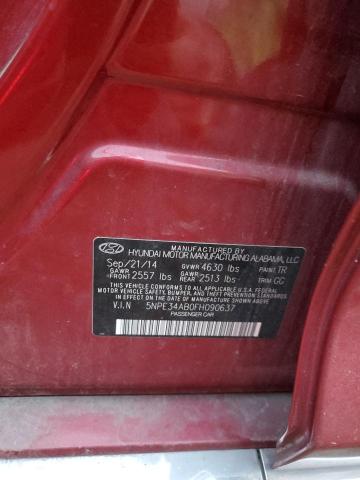 MANUFACTURED BY
HYUNDAI MOTOR MANUFACTURING ALABAMA, LLC
Sep/21/14 GVWR 4630 lbs PAINT TR
GAWR FRONT 2557 lbs GAWR REAR 2513 lbs TRIM GG
THIS VEHICLE CONFORMS TO ALL APPLICABLE U.S.A. FEDERAL
MOTOR VEHICLE SAFETY, BUMPER, AND THEFT PREVENTION STANDARDS
IN EFFECT ON THE DATE OF MANUFACTURE SHOWN ABOVE.
V.I.N 5NPE34AB0FH090637
PASSENGER CAR